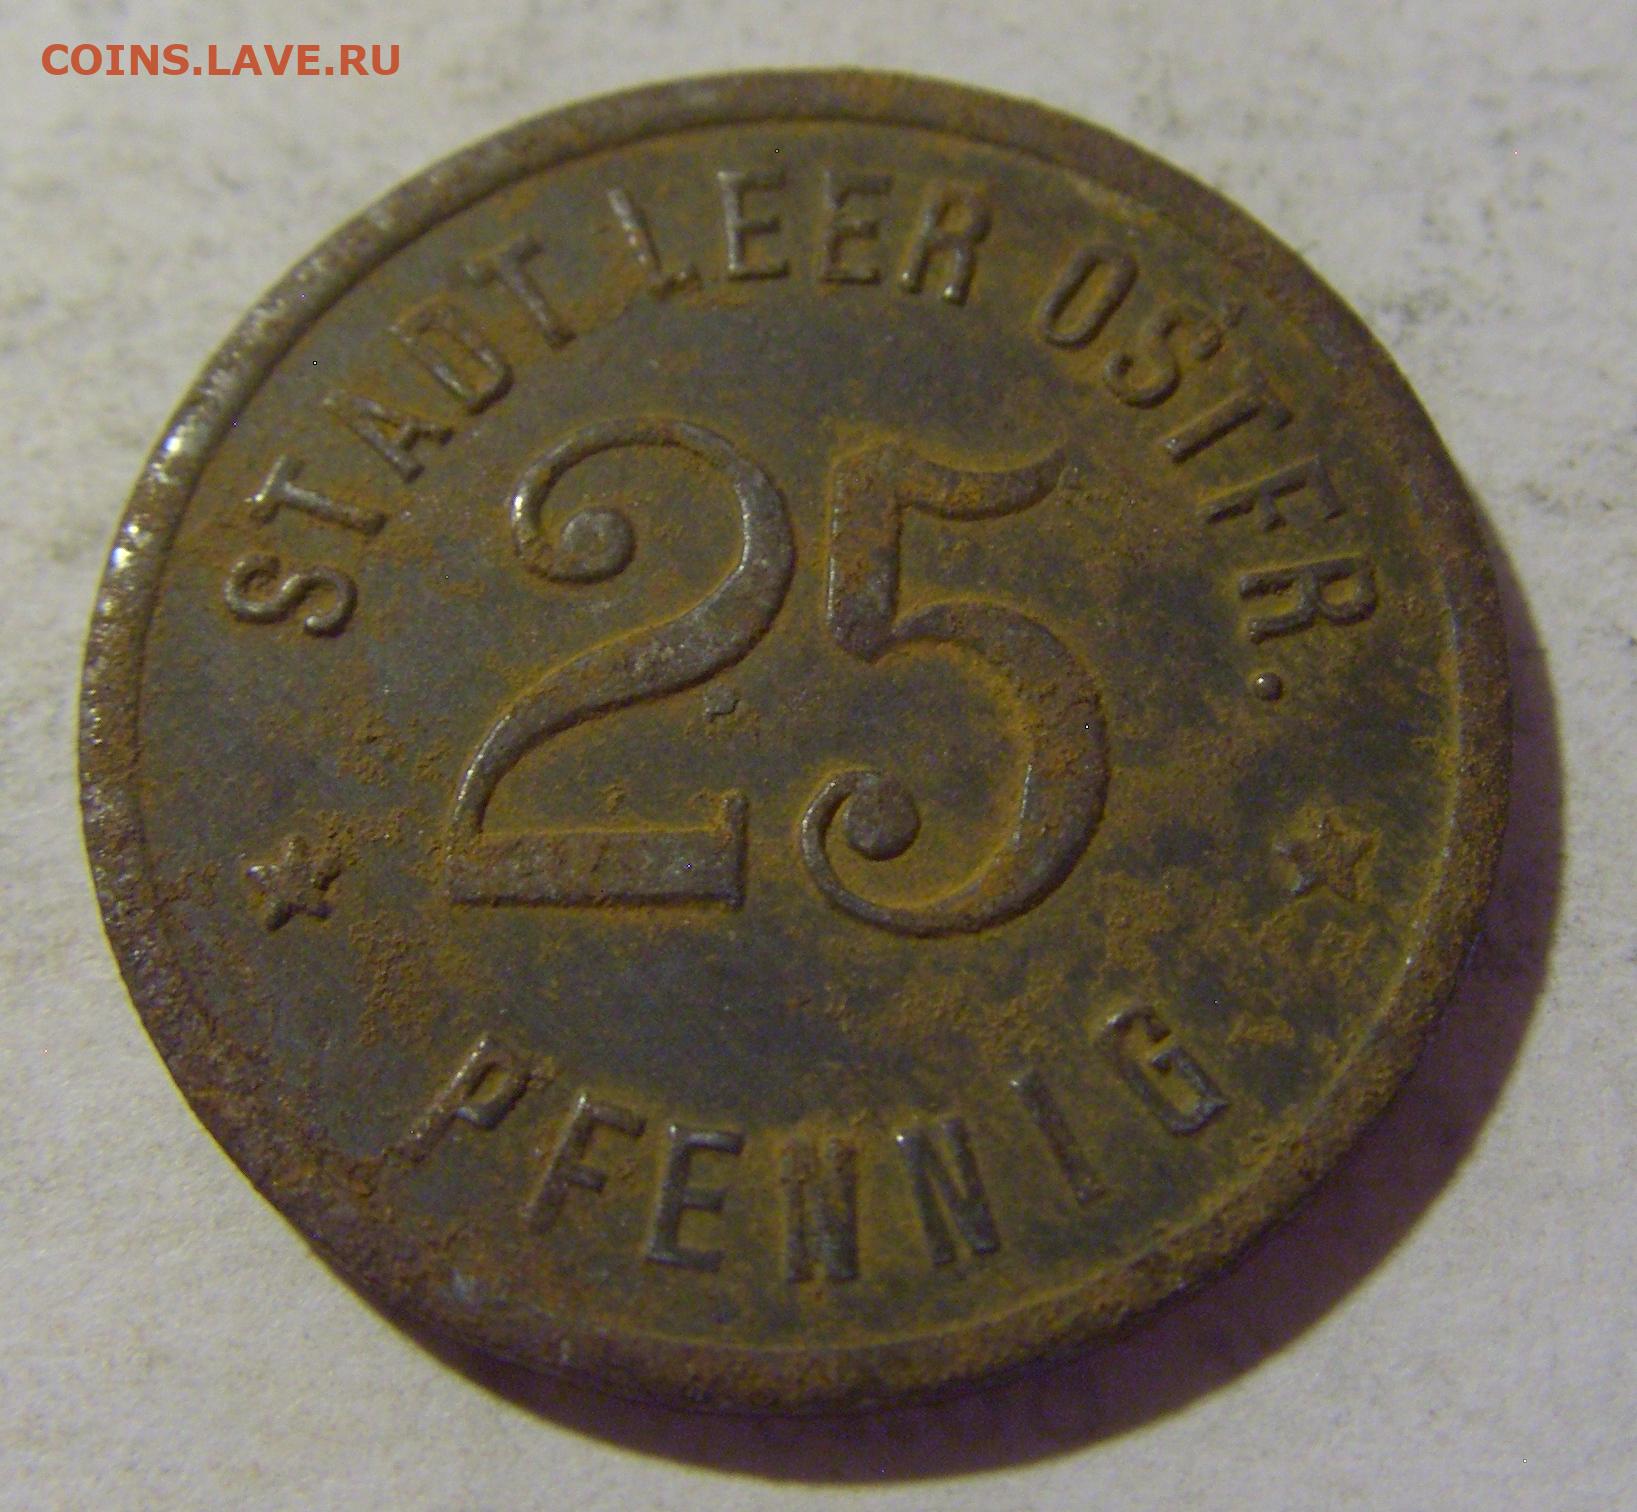 COINS.LAVE.RU
STADT LEER OSTFR.
25
PFENNIG